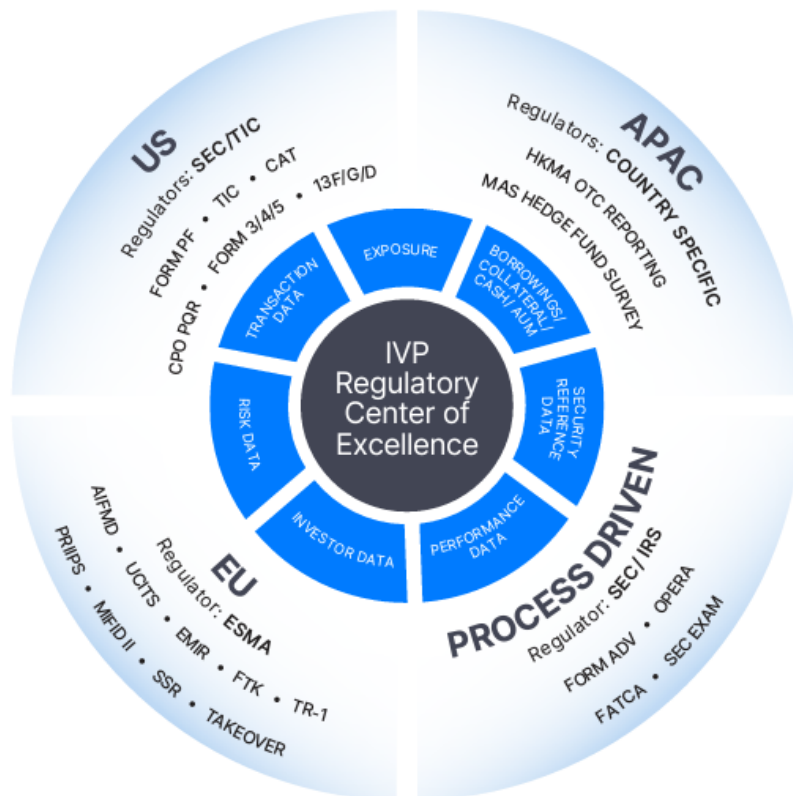 US
Regulators: SEC/TIC
FORM PF • TIC • CAT
CPO PQR • FORM 3/4/5 • 13F/G/D
APAC
Regulators: COUNTRY SPECIFIC
HKMA OTC REPORTING
MAS HEDGE FUND SURVEY
EXPOSURE
BORROWINGS/
COLLATERAL/
CASH/ AUM
SECURITY
REFERENCE
DATA
PERFORMANCE
DATA
INVESTOR DATA
RISK DATA
TRANSACTION
DATA
IVP
Regulatory
Center of
Excellence
EU
Regulator: ESMA
AIFMD • UCITS • EMIR • FTK • TR-1
PRIIPS • MIFID II • SSR • TAKEOVER
PROCESS DRIVEN
Regulator: SEC/ IRS
FORM ADV • OPERA
FATCA • SEC EXAM